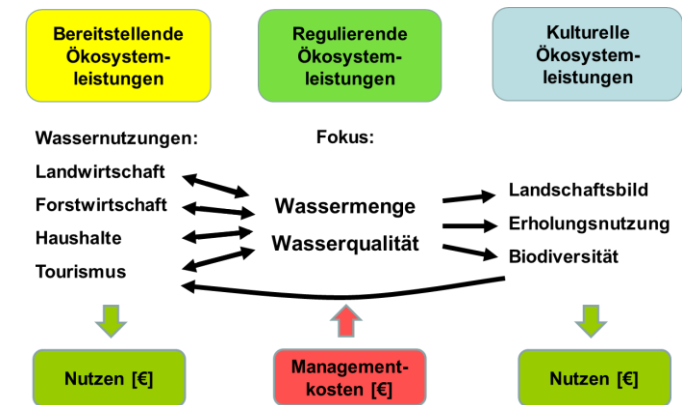 Bereitstellende
Ökosystem-
leistungen
Regulierende
Ökosystem-
leistungen
Kulturelle
Ökosystem-
leistungen
Wassernutzungen:
Landwirtschaft
Forstwirtschaft
Haushalte
Tourismus
Fokus:
Wassermenge
Wasserqualität
Landschaftsbild
Erholungsnutzung
Biodiversität
Nutzen [€]
Management-
kosten [€]
Nutzen [€]